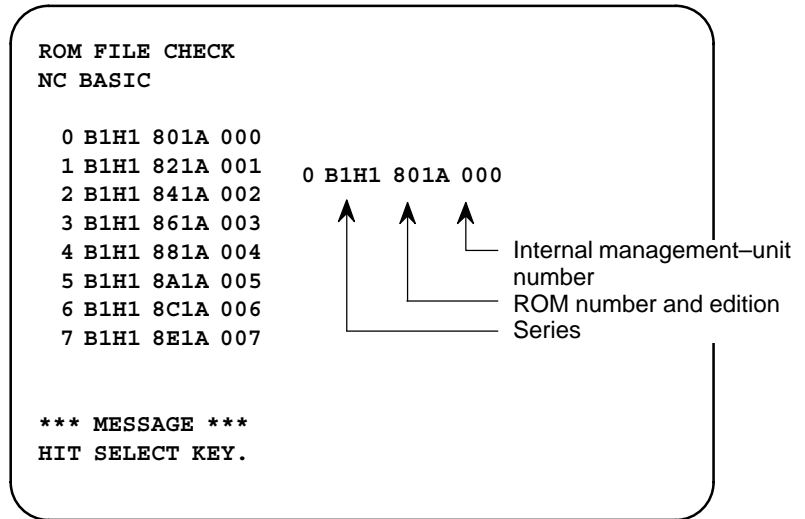 ROM FILE CHECK
NC BASIC
0 B1H1 801A 000
1 B1H1 821A 001
2 B1H1 841A 002
3 B1H1 861A 003
4 B1H1 881A 004
5 B1H1 8A1A 005
6 B1H1 8C1A 006
7 B1H1 8E1A 007
0 B1H1 801A 000
Internal management–unit
number
ROM number and edition
Series
*** MESSAGE ***
HIT SELECT KEY.